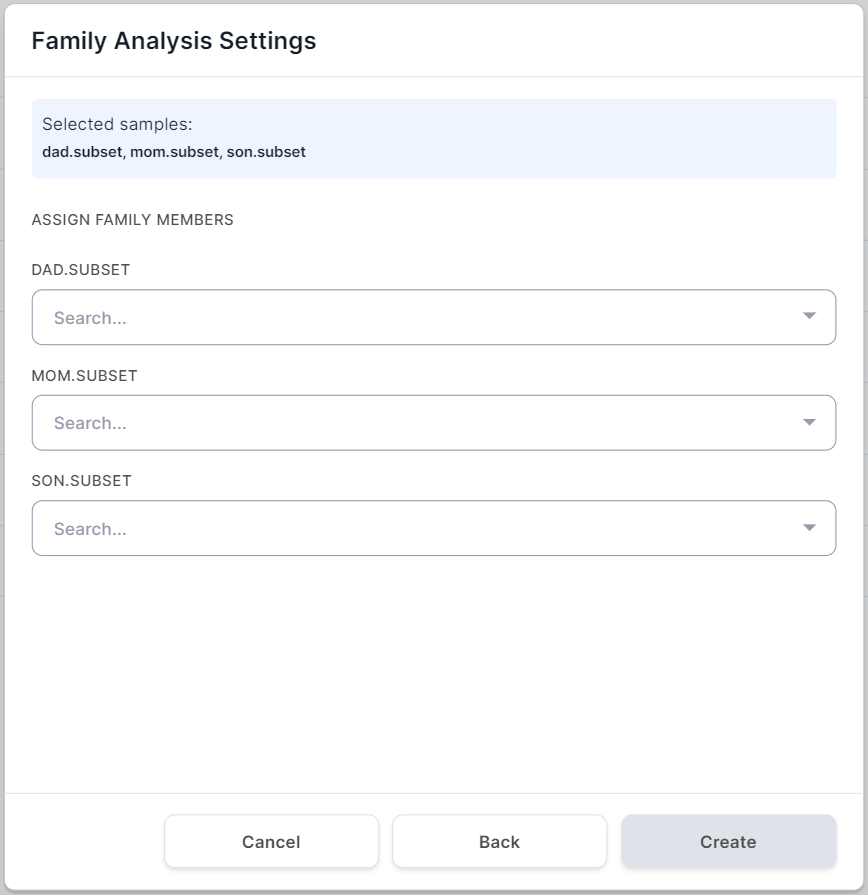 Family Analysis Settings
Selected samples:
dad.subset, mom.subset, son.subset
ASSIGN FAMILY MEMBERS
DAD.SUBSET
Search...
MOM.SUBSET
Search...
SON.SUBSET
Search...
Cancel
Back
Create